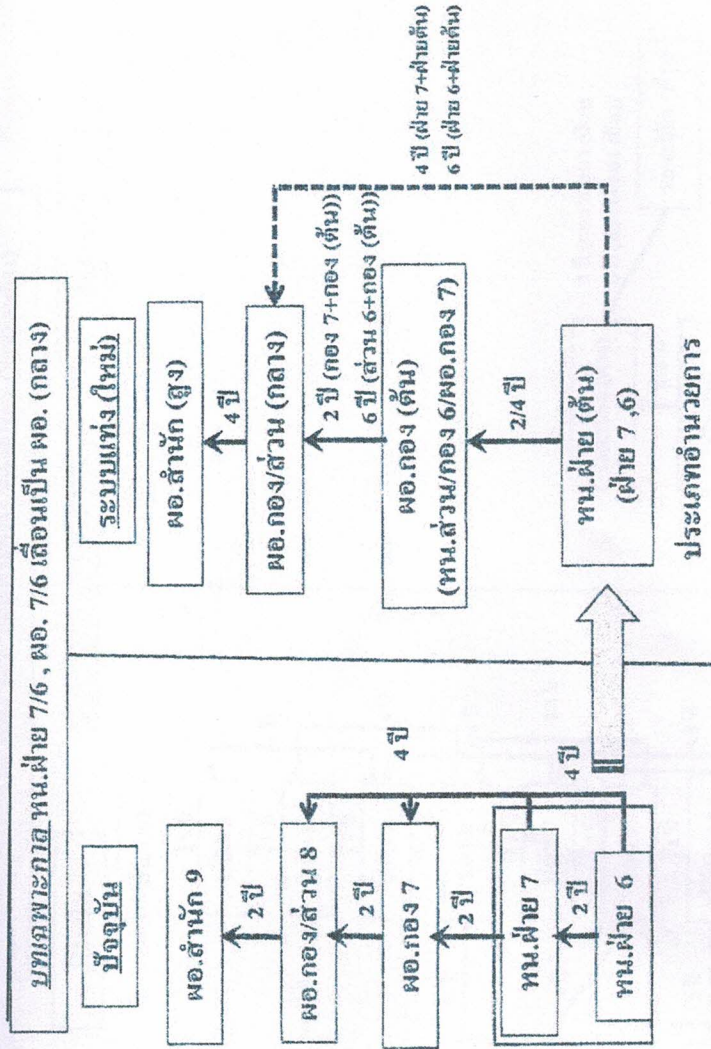 บทเฉพาะกาล หน.ฝ่าย 7/6 , ผอ. 7/6 เลื่อนเป็น ผอ. (กลาง)
ปัจจุบัน
ผอ.สำนัก 9
2 ปี
ผอ.กอง/ส่วน 8
2 ปี
ผอ.กอง 7
2 ปี
หน.ฝ่าย 7
2 ปี
หน.ฝ่าย 6
4 ปี
4 ปี
ระบบแท่ง (ใหม่)
ผอ.สำนัก (สูง)
4 ปี
ผอ.กอง/ส่วน (กลาง)
2 ปี (กอง 7+กอง (ต้น))
6 ปี (ส่วน 6+กอง (ต้น))
ผอ.กอง (ต้น)
(หน.ส่วน/กอง 6/ผอ.กอง 7)
2/4 ปี
หน.ฝ่าย (ต้น)
(ฝ่าย 7 ,6)
4 ปี (ฝ่าย 7+ฝ่ายต้น)
6 ปี (ฝ่าย 6+ฝ่ายต้น)
ประเภทอำนวยการ